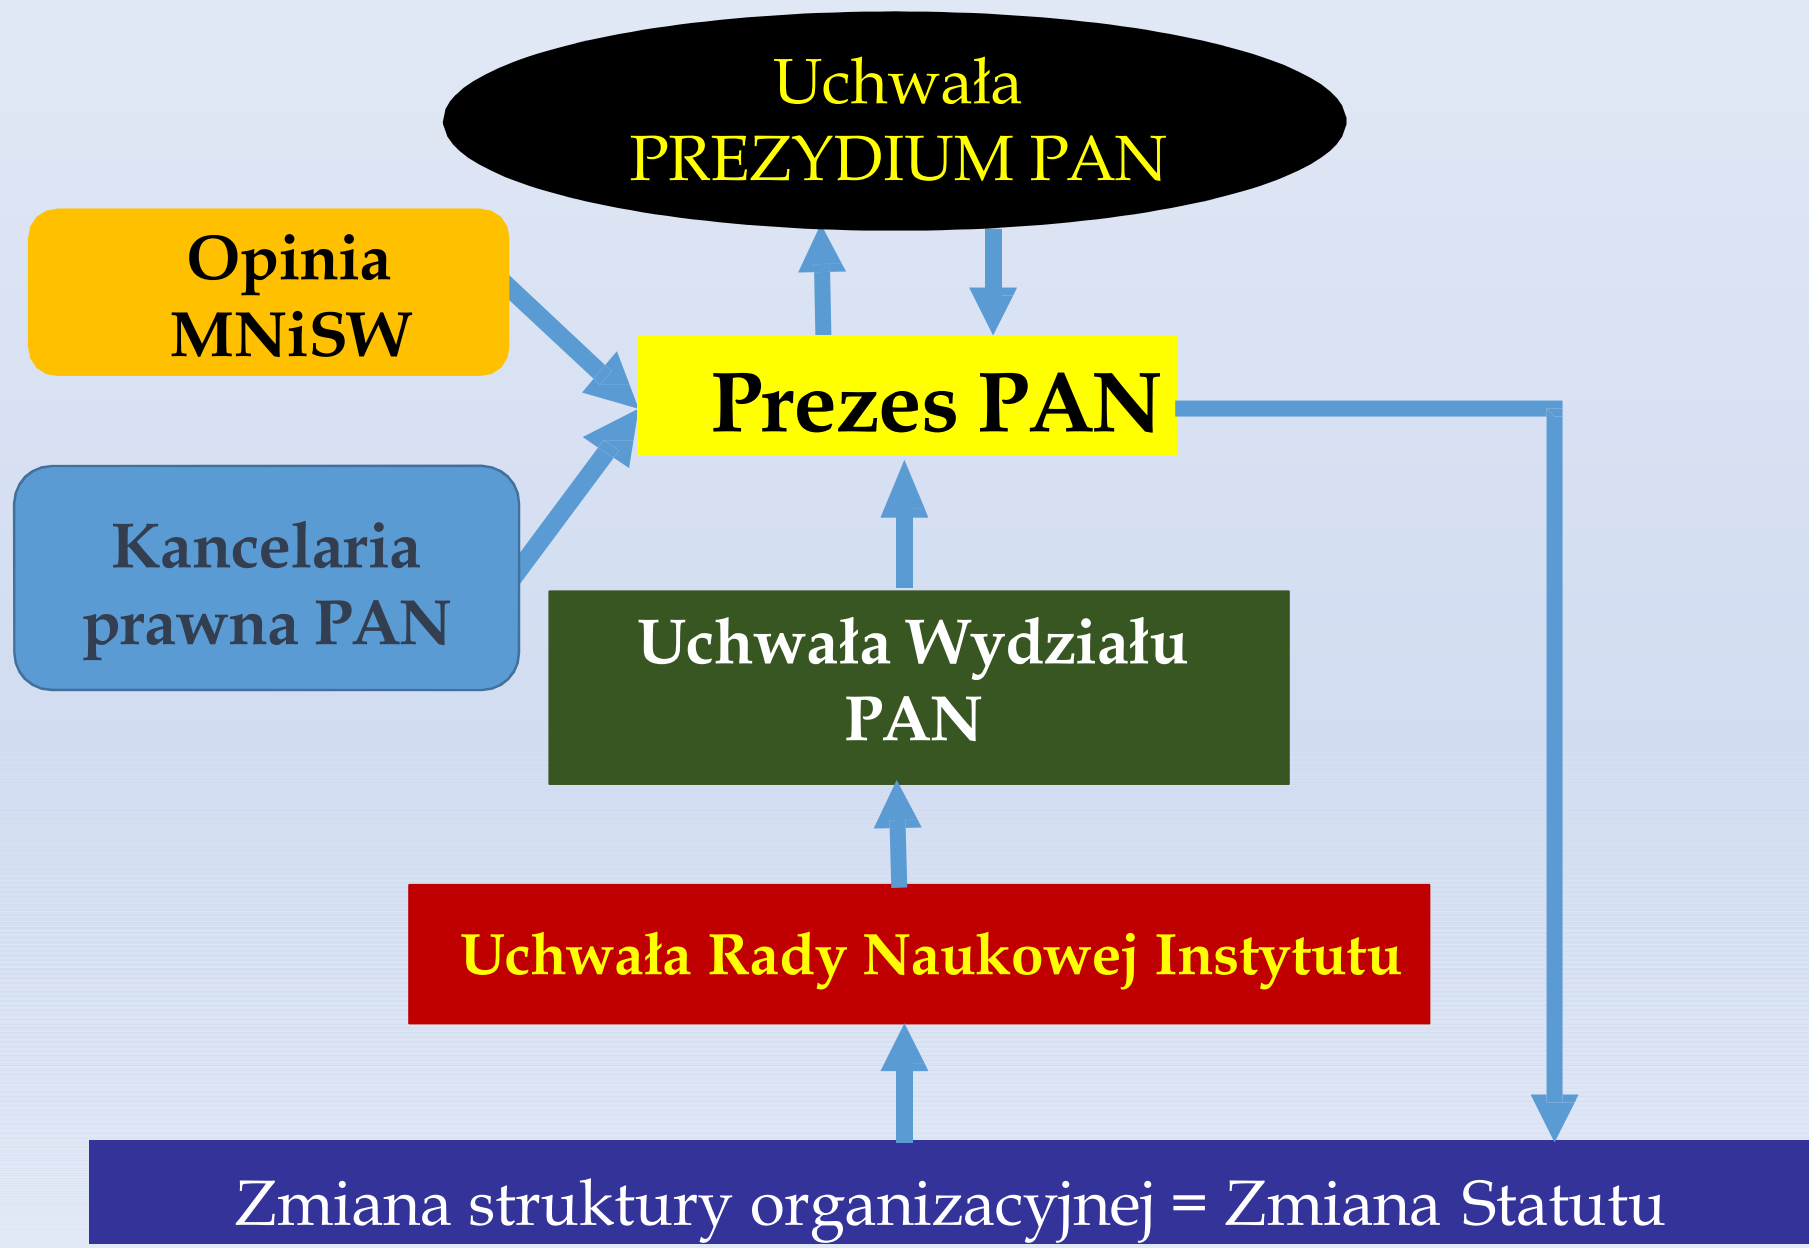 Uchwała
PREZYDIUM PAN
Opinia
MNiSW
Prezes PAN
Kancelaria
prawna PAN
Uchwała Wydziału
PAN
Uchwała Rady Naukowej Instytutu
Zmiana struktury organizacyjnej = Zmiana Statutu